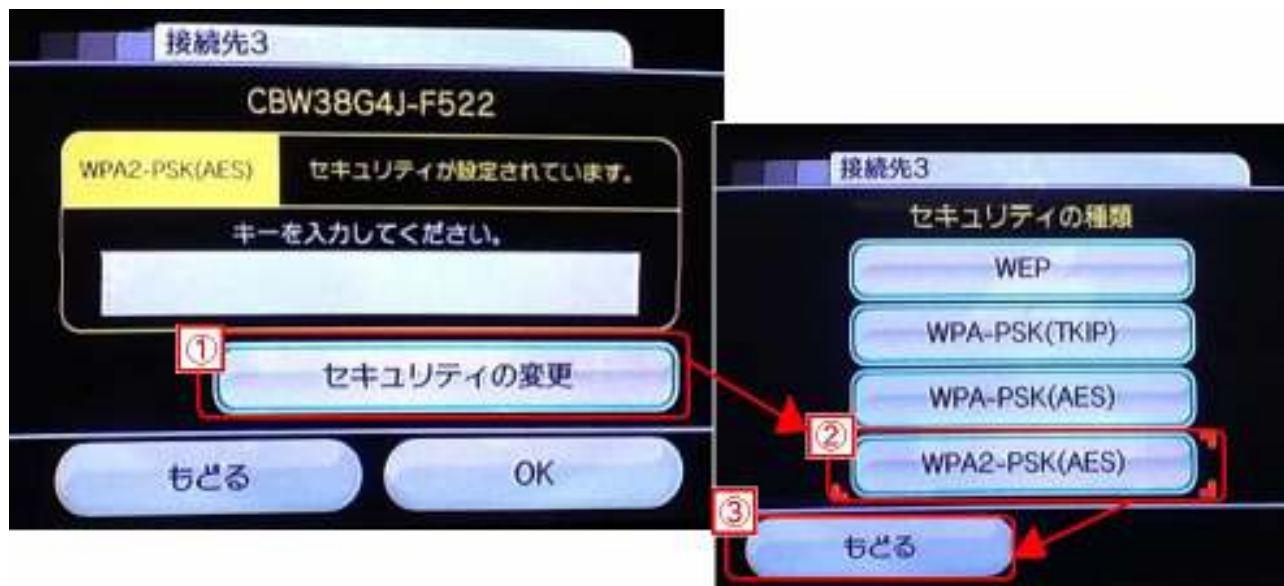 接続先3
CBW38G4J-F522
WPA2-PSK(AES)
セキュリティが設定されています。
キーを入力してください。
①
セキュリティの変更
もどる
OK
接続先3
セキュリティの種類
WEP
WPA-PSK(TKIP)
WPA-PSK(AES)
②
WPA2-PSK(AES)
③
もどる